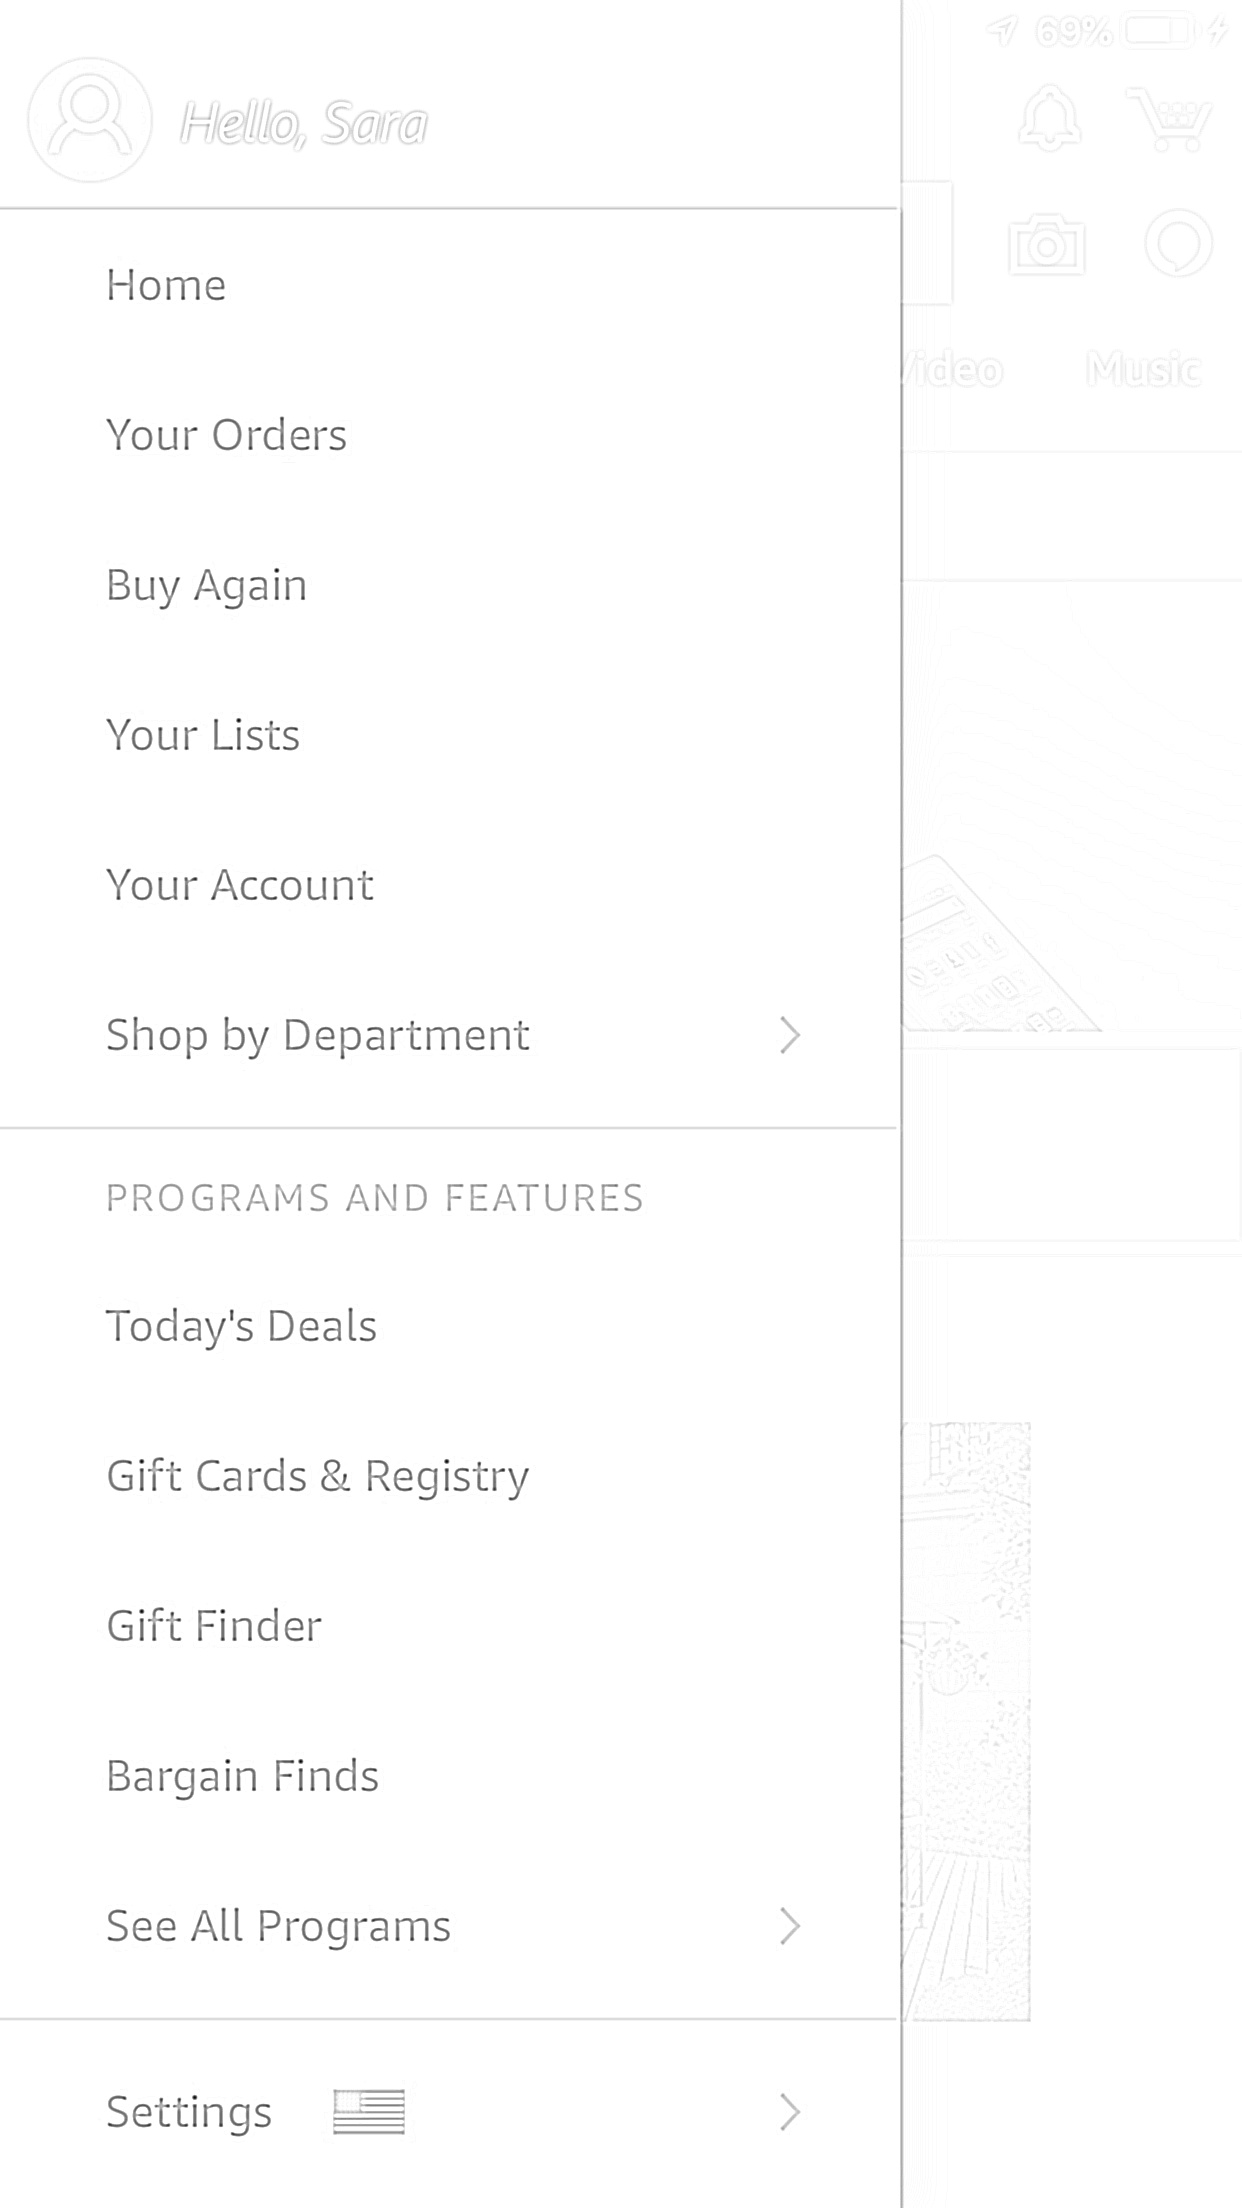 69%
Hello, Sara
Video Music
Home
Your Orders
Buy Again
Your Lists
Your Account
Shop by Department
PROGRAMS AND FEATURES
Today's Deals
Gift Cards & Registry
Gift Finder
Bargain Finds
See All Programs
Settings